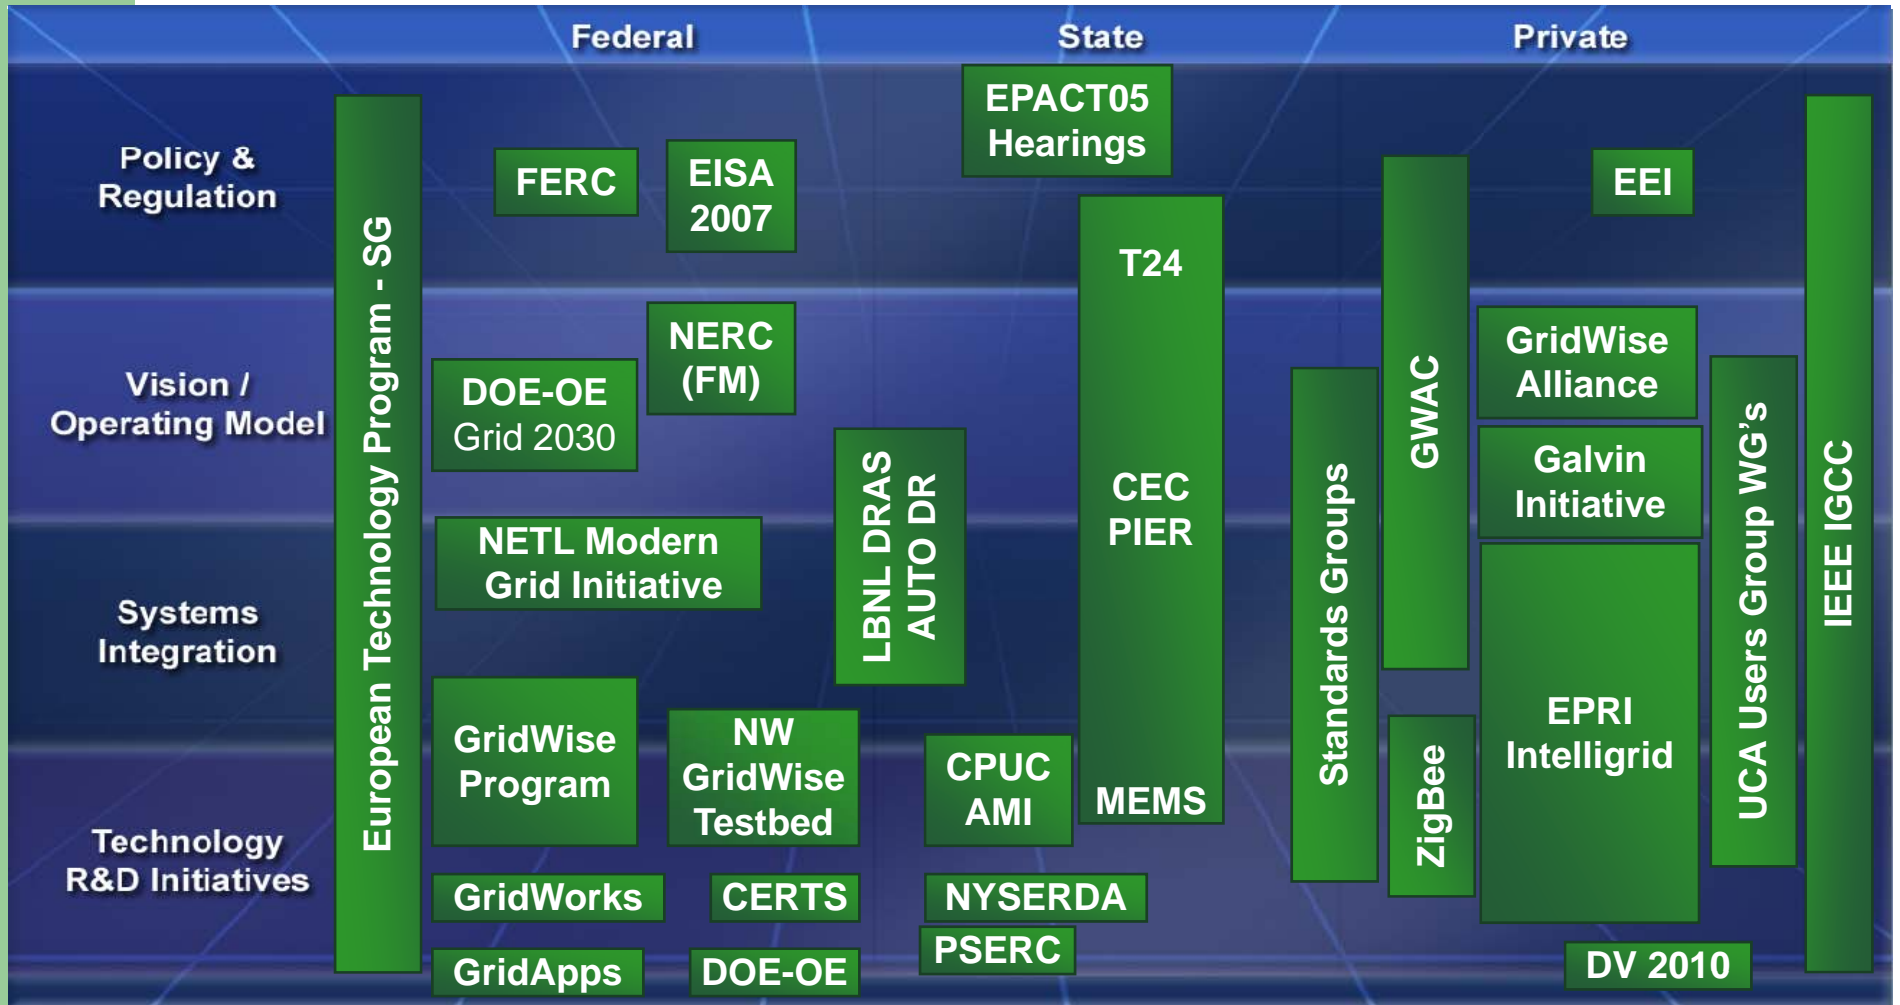 Federal
State
Private
Policy &
Regulation
Vision /
Operating Model
Systems
Integration
Technology
R&D Initiatives
European Technology Program - SG
FERC
EISA
2007
NERC
(FM)
DOE-OE
Grid 2030
NETL Modern
Grid Initiative
GridWise
Program
NW
GridWise
Testbed
GridWorks
CERTS
GridApps
DOE-OE
LBNL DRAS
AUTO DR
EPACT05
Hearings
T24
CEC
PIER
MEMS
CPUC
AMI
NYSERDA
PSERC
Standards Groups
GWAC
ZigBee
EEI
GridWise
Alliance
Galvin
Initiative
EPRI
Intelligrid
DV 2010
UCA Users Group WG's
IEEE IGCC